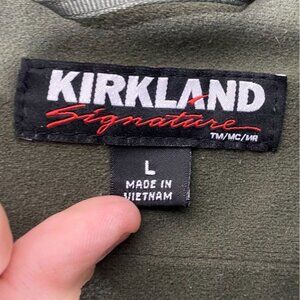 KIRKLAND
Signature
TM/MC/MR
L
MADE IN
VIETNAM